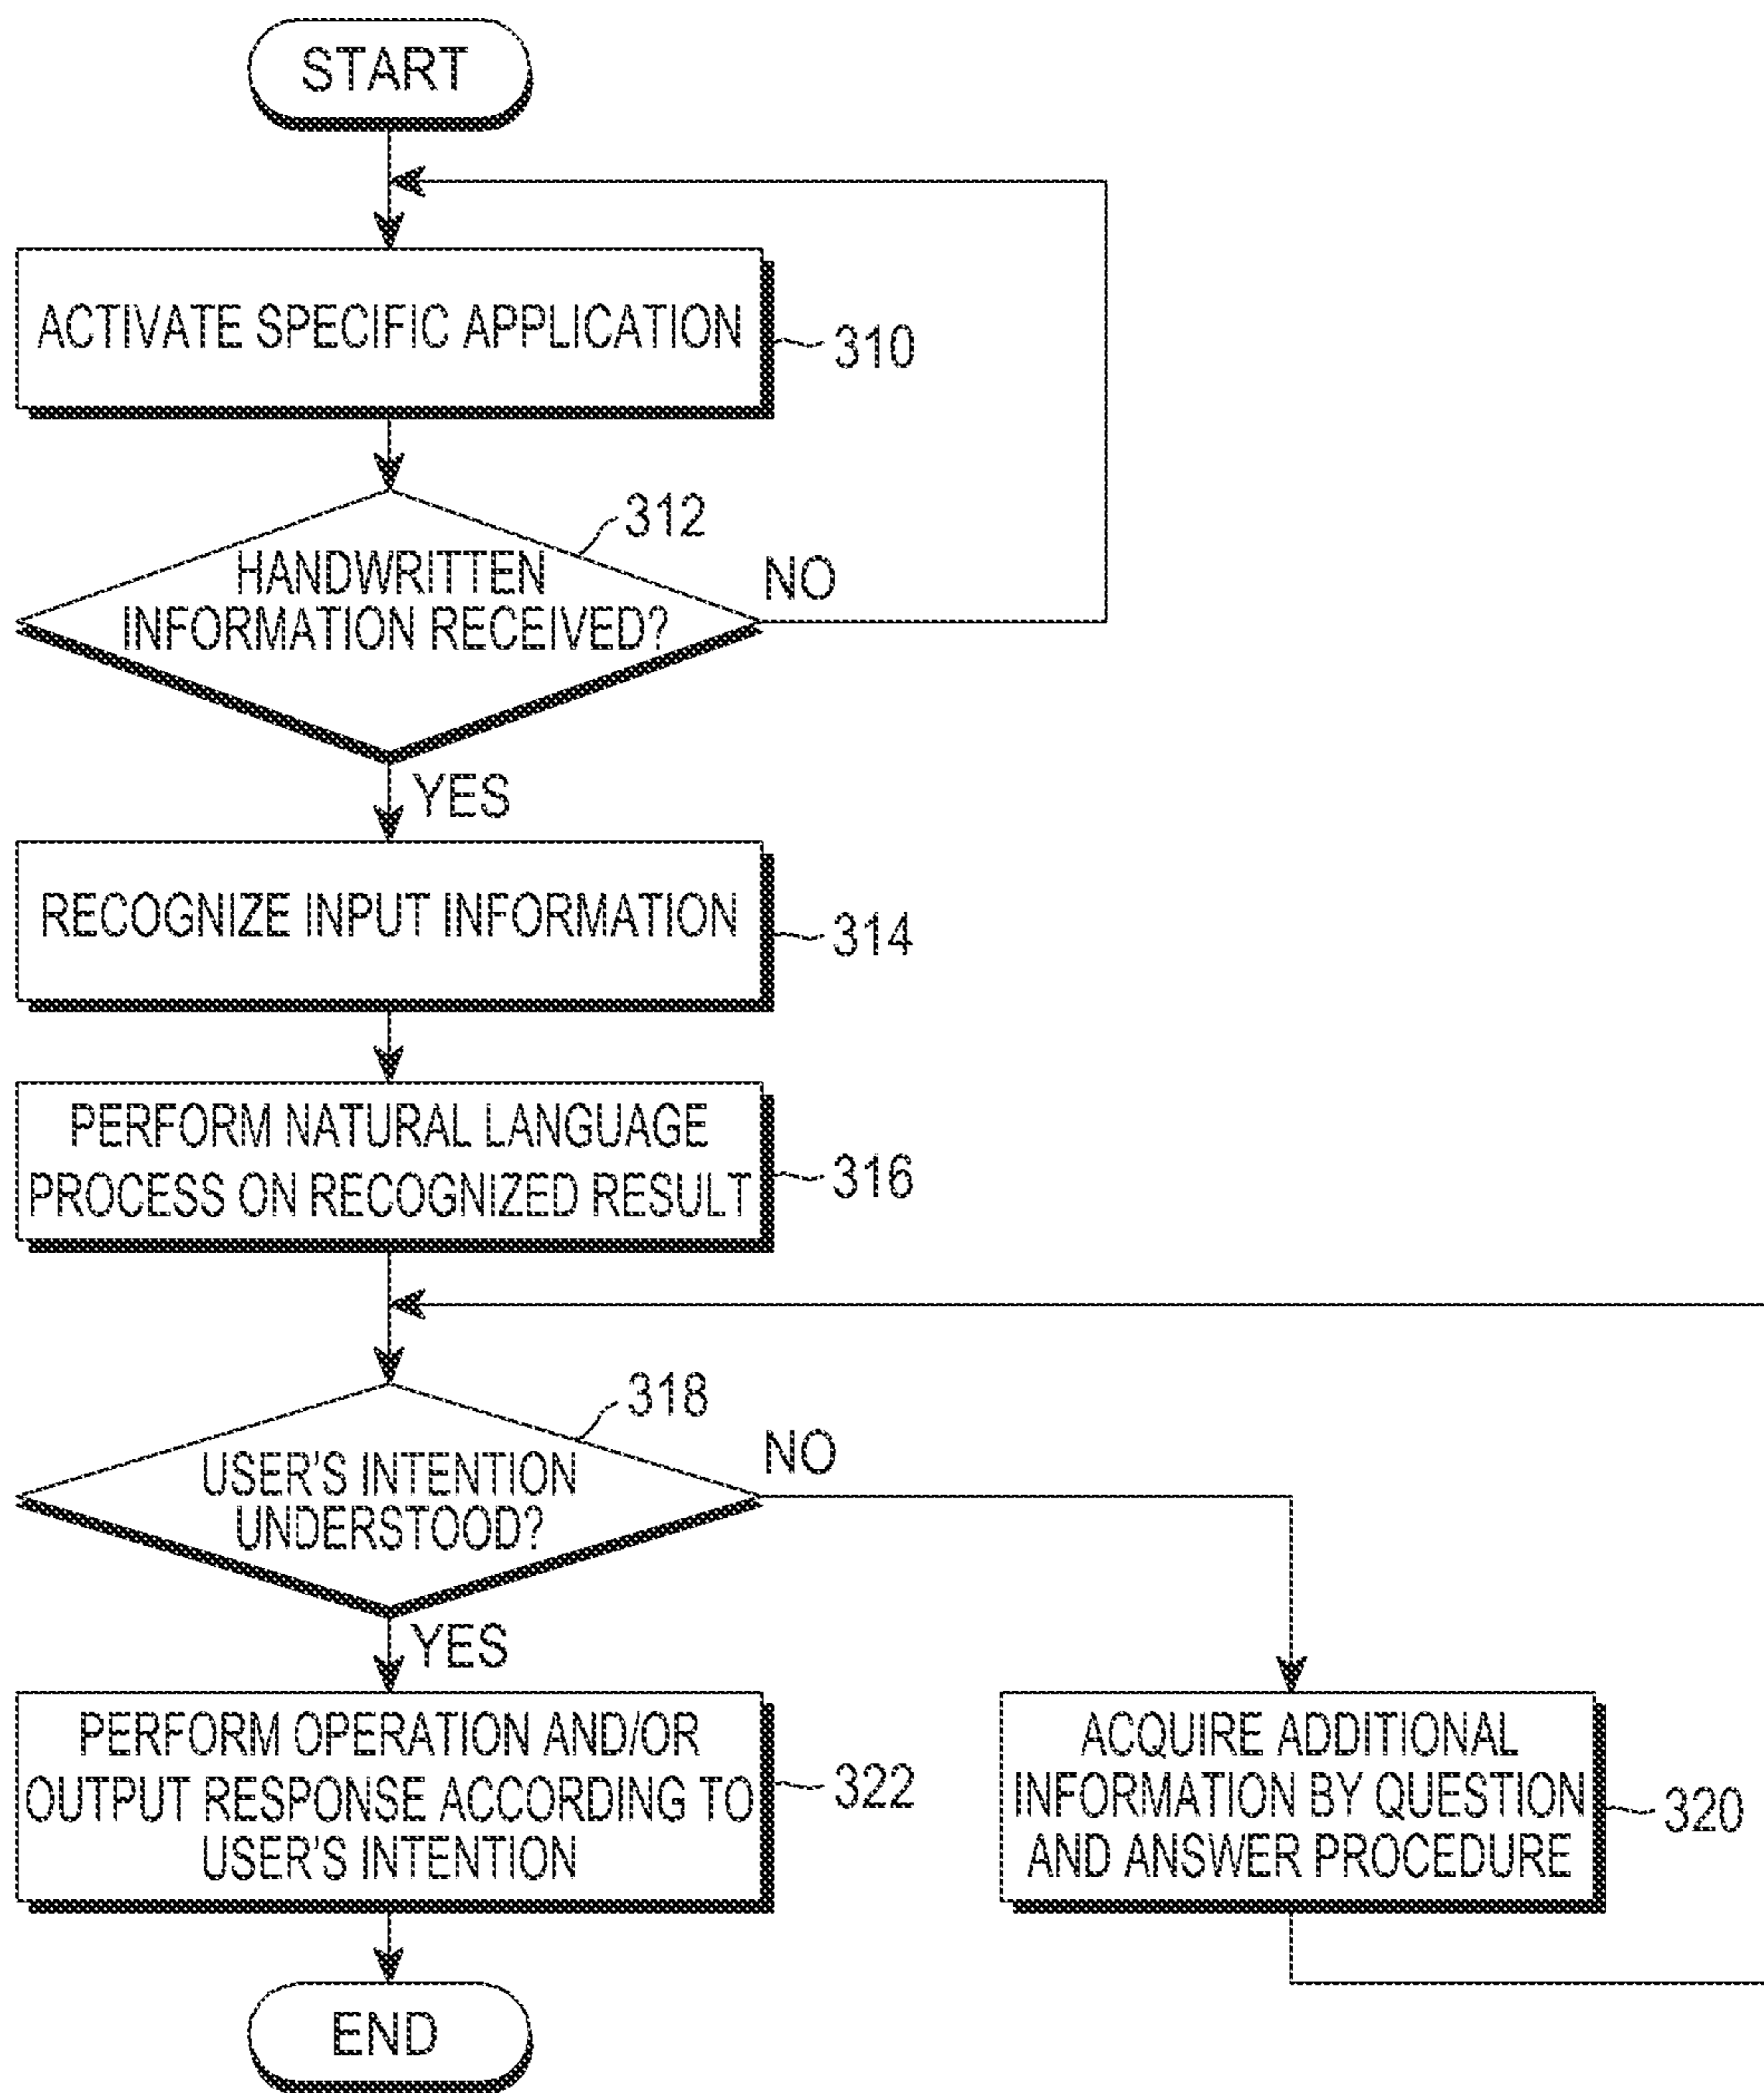 START
ACTIVATE SPECIFIC APPLICATION
310
312
HANDWRITTEN
INFORMATION RECEIVED?
NO
YES
RECOGNIZE INPUT INFORMATION
314
PERFORM NATURAL LANGUAGE
PROCESS ON RECOGNIZED RESULT
316
318
USER'S INTENTION
UNDERSTOOD?
NO
YES
PERFORM OPERATION AND/OR
OUTPUT RESPONSE ACCORDING TO
USER'S INTENTION
322
ACQUIRE ADDITIONAL
INFORMATION BY QUESTION
AND ANSWER PROCEDURE
320
END